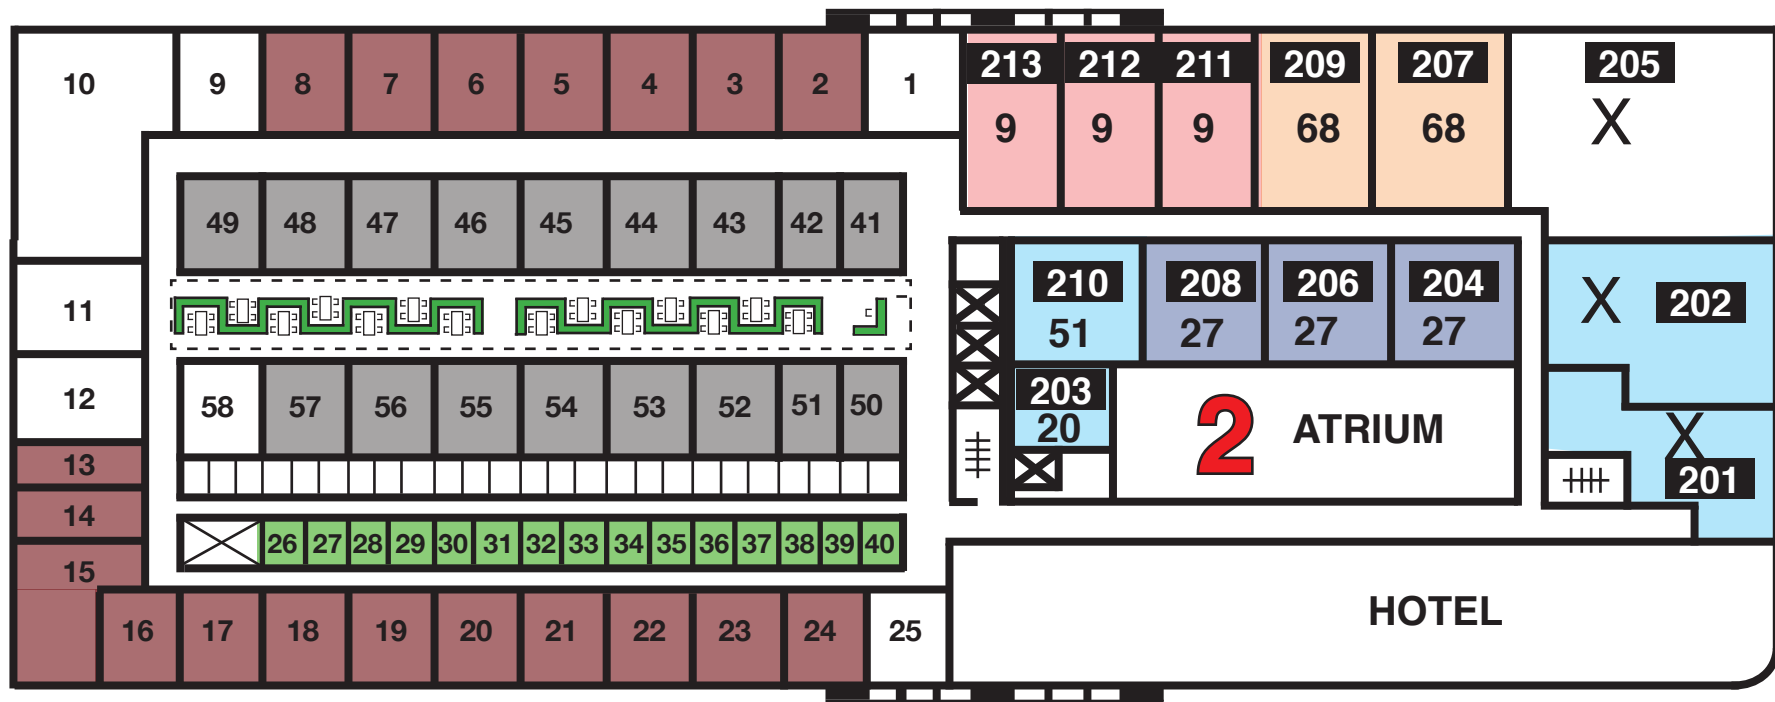 10 9 8 7 6 5 4 3 2 1
213 212 211 209 207 205
9 9 9 68 68 X
49 48 47 46 45 44 43 42 41
11
210 208 206 204
51 27 27 27
X 202
12
58 57 56 55 54 53 52 51 50
203
20
2 ATRIUM
X
201
13
14
15
26 27 28 29 30 31 32 33 34 35 36 37 38 39 40
16 17 18 19 20 21 22 23 24 25
HOTEL